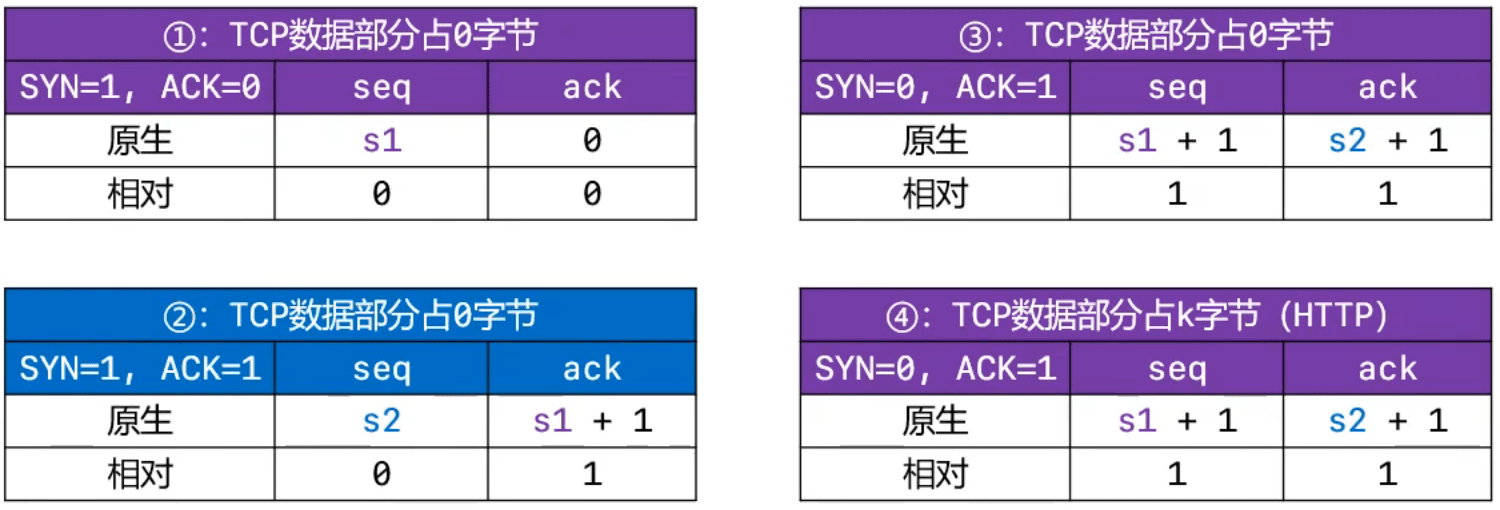 ①：TCP数据部分占0字节
SYN=1, ACK=0 seq ack
原生 s1 0
相对 0 0
②：TCP数据部分占0字节
SYN=1, ACK=1 seq ack
原生 s2 s1 + 1
相对 0 1
③：TCP数据部分占0字节
SYN=0, ACK=1 seq ack
原生 s1 + 1 s2 + 1
相对 1 1
④：TCP数据部分占k字节（HTTP）
SYN=0, ACK=1 seq ack
原生 s1 + 1 s2 + 1
相对 1 1